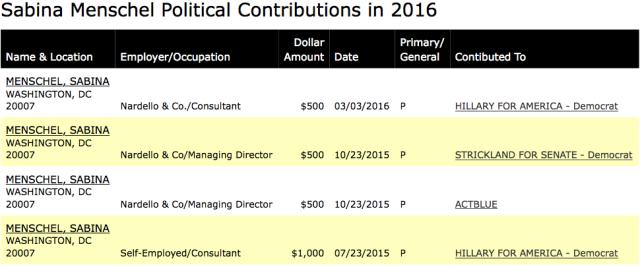 Sabina Menschel Political Contributions in 2016
Name & Location Employer/Occupation Dollar Amount Date Primary/General Contibuted To
MENSCHEL, SABINA
WASHINGTON, DC
20007 Nardello & Co./Consultant $500 03/03/2016 P HILLARY FOR AMERICA - Democrat
MENSCHEL, SABINA
WASHINGTON, DC
20007 Nardello & Co/Managing Director $500 10/23/2015 P STRICKLAND FOR SENATE - Democrat
MENSCHEL, SABINA
WASHINGTON, DC
20007 Nardello & Co/Managing Director $500 10/23/2015 P ACTBLUE
MENSCHEL, SABINA
WASHINGTON, DC
20007 Self-Employed/Consultant $1,000 07/23/2015 P HILLARY FOR AMERICA - Democrat